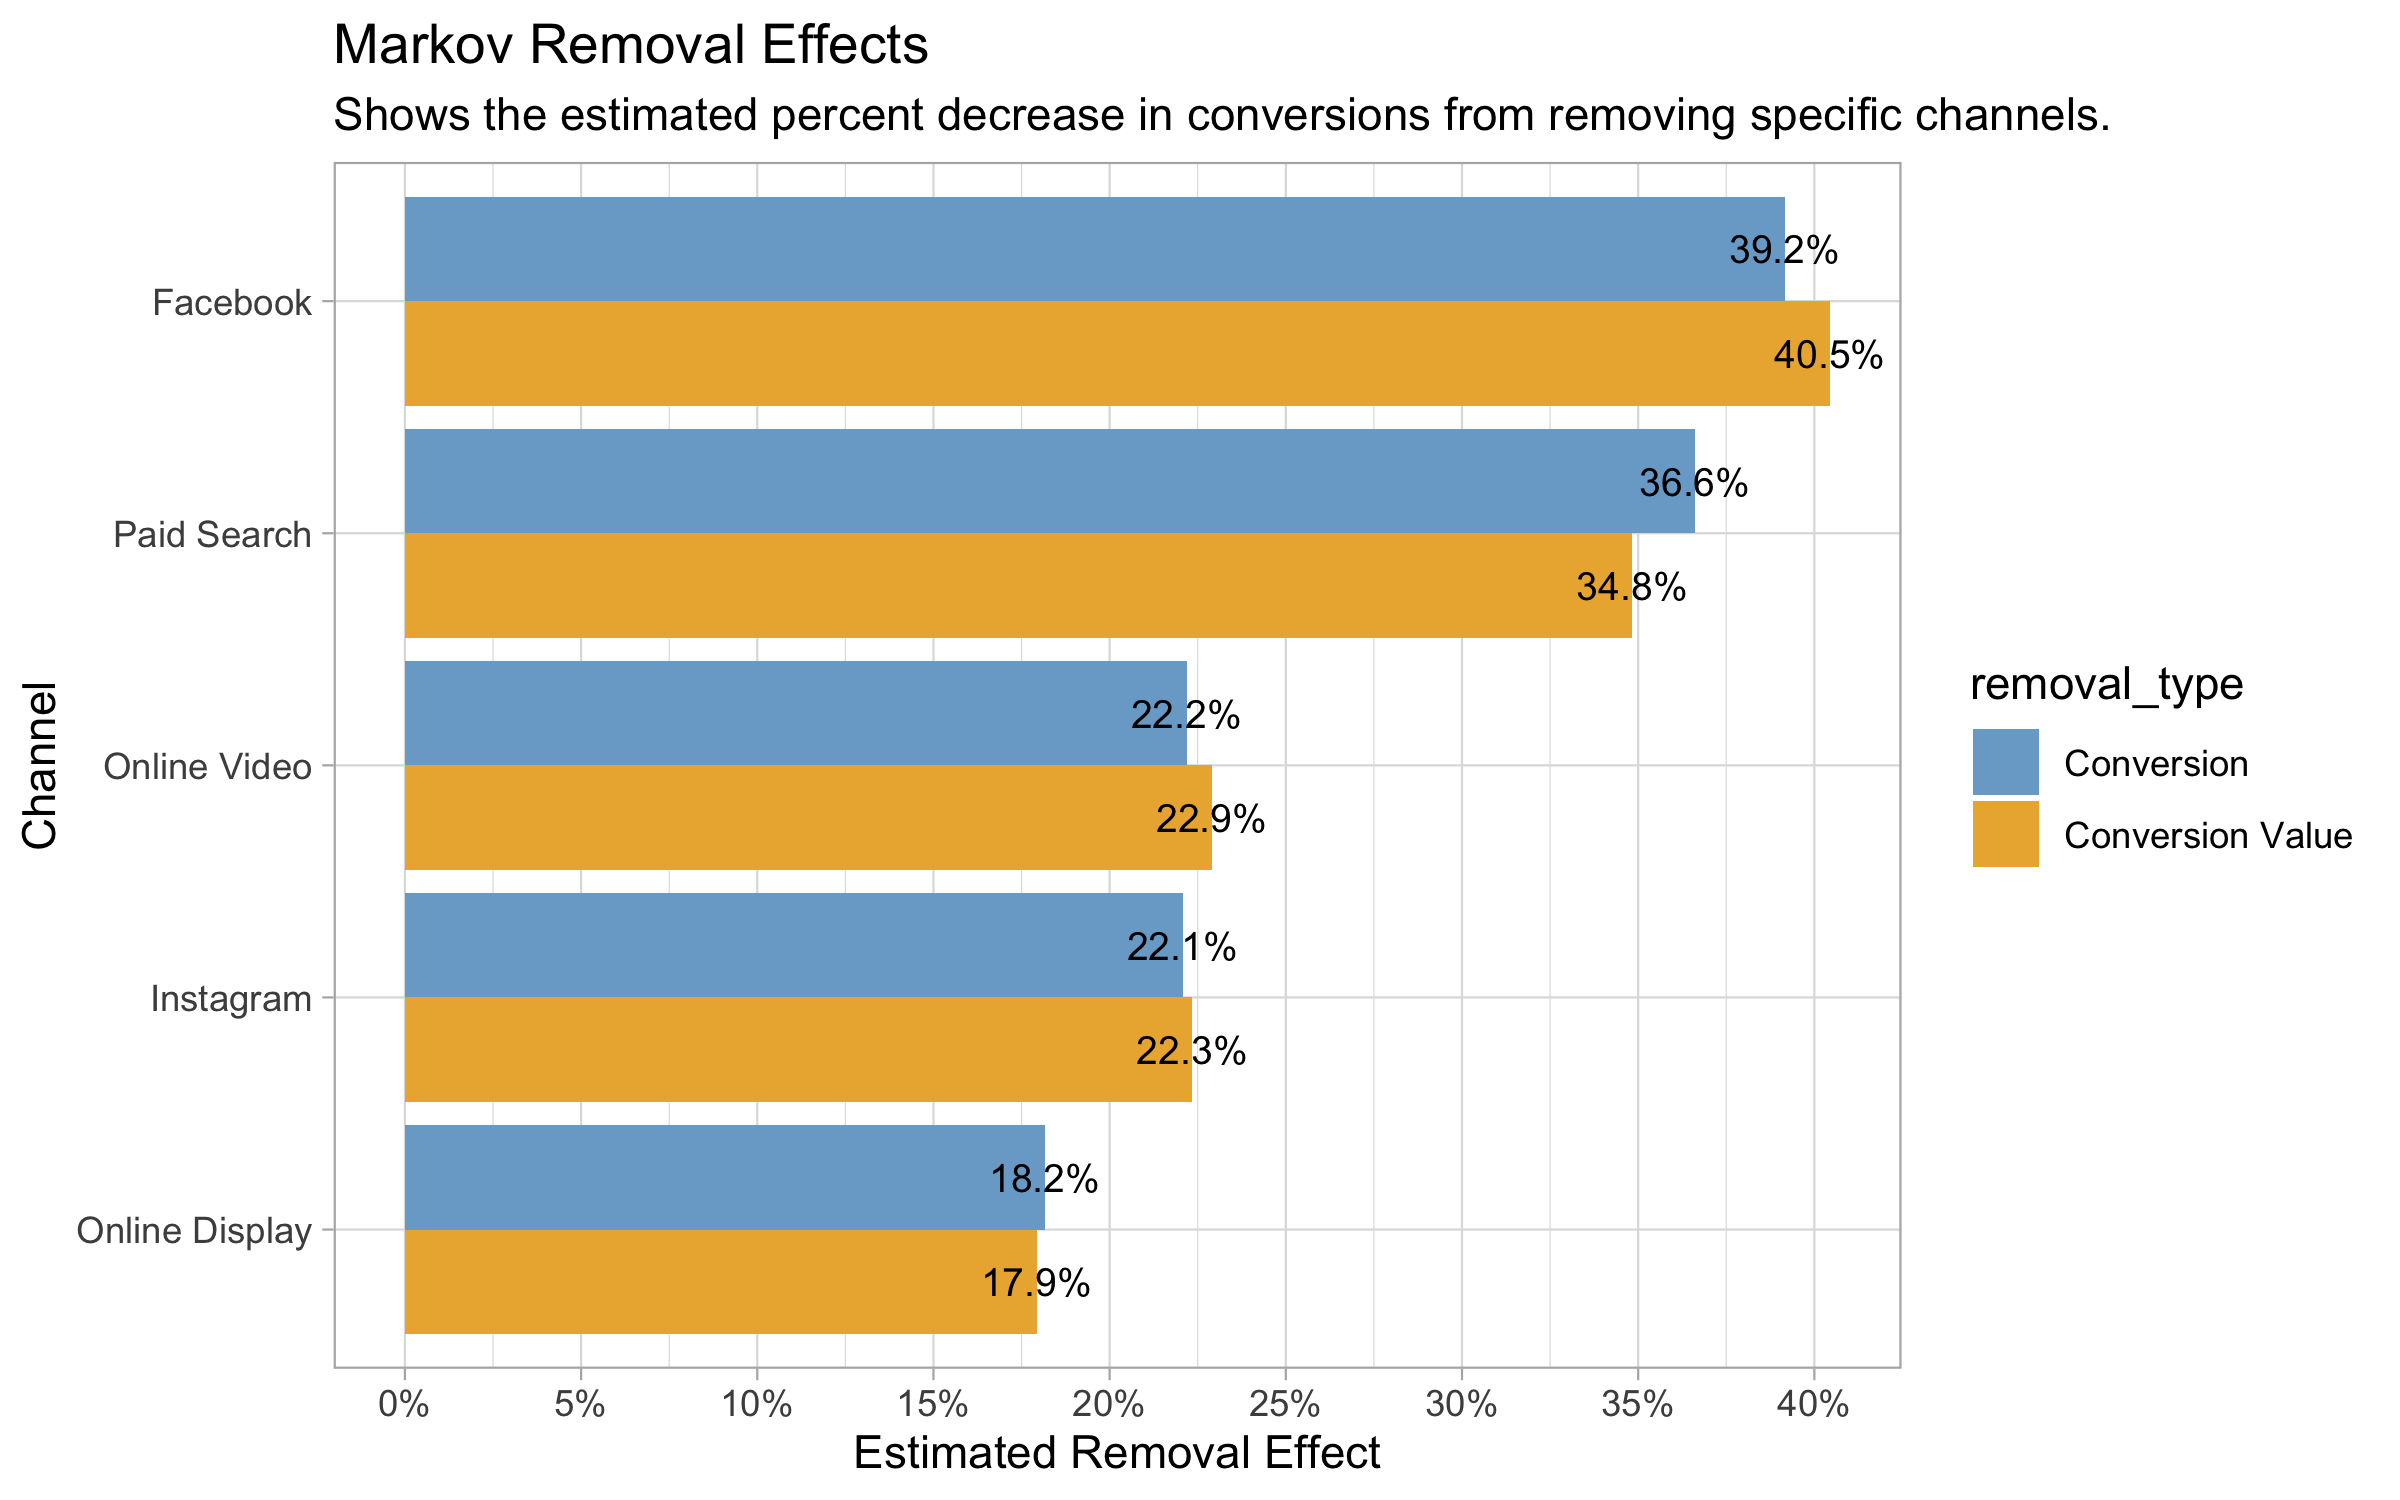 Markov Removal Effects
Shows the estimated percent decrease in conversions from removing specific channels.
Channel
Facebook
39.2%
40.5%
Paid Search
36.6%
34.8%
Online Video
22.2%
22.9%
Instagram
22.1%
22.3%
Online Display
18.2%
17.9%
0% 5% 10% 15% 20% 25% 30% 35% 40%
Estimated Removal Effect
removal_type
Conversion
Conversion Value